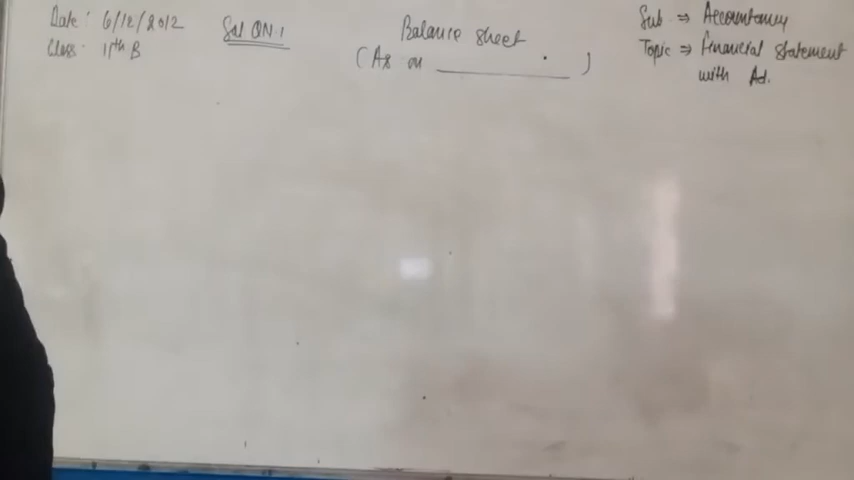 Date: 6/12/2012
Class: 11th B
Sol QN.1
Balance sheet
(As on __________ )
Sub ⇒ Accountancy
Topic ⇒ Financial statement
with Ad.